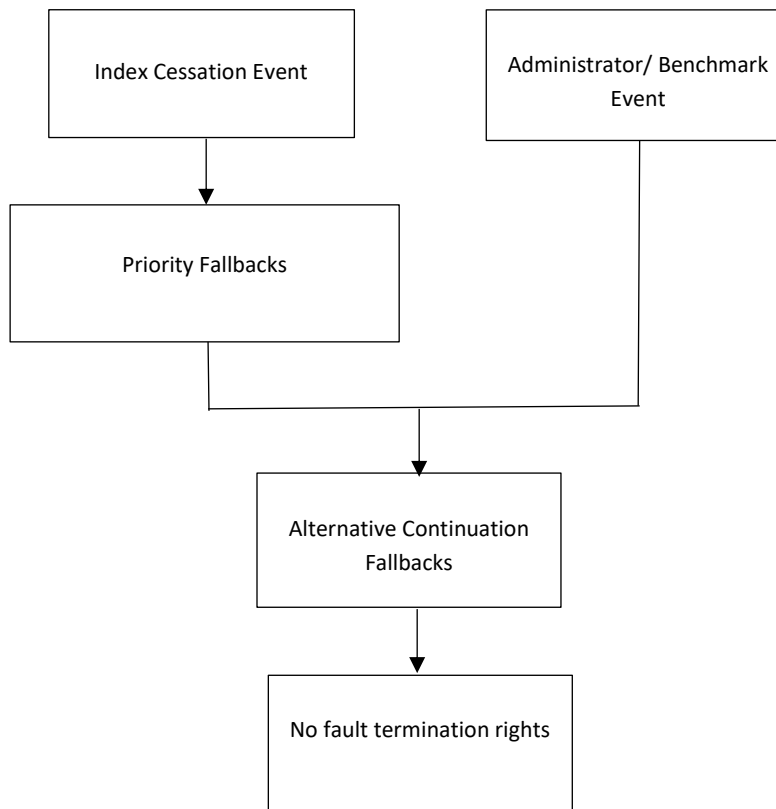 Index Cessation Event
Administrator/ Benchmark
Event
Priority Fallbacks
Alternative Continuation
Fallbacks
No fault termination rights